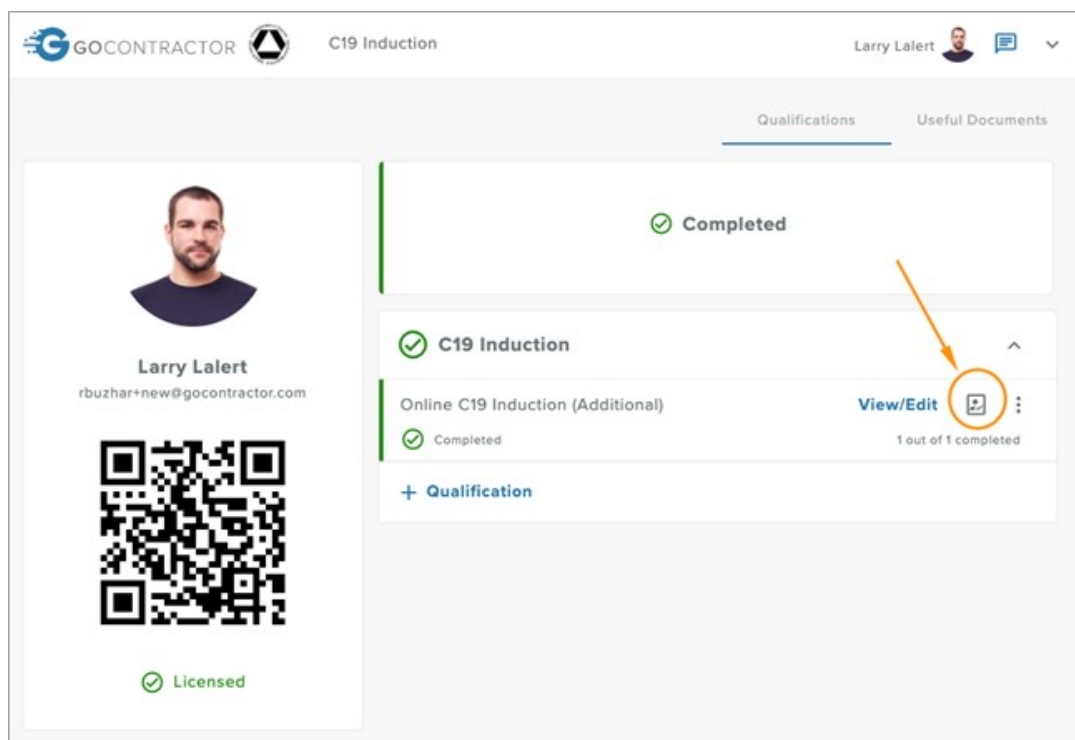 GOCONTRACTOR
C19 Induction
Larry Lalert
Qualifications
Useful Documents
Larry Lalert
rbuzhar+new@gocontractor.com
Licensed
Completed
C19 Induction
Online C19 Induction (Additional)
View/Edit
Completed
1 out of 1 completed
+ Qualification